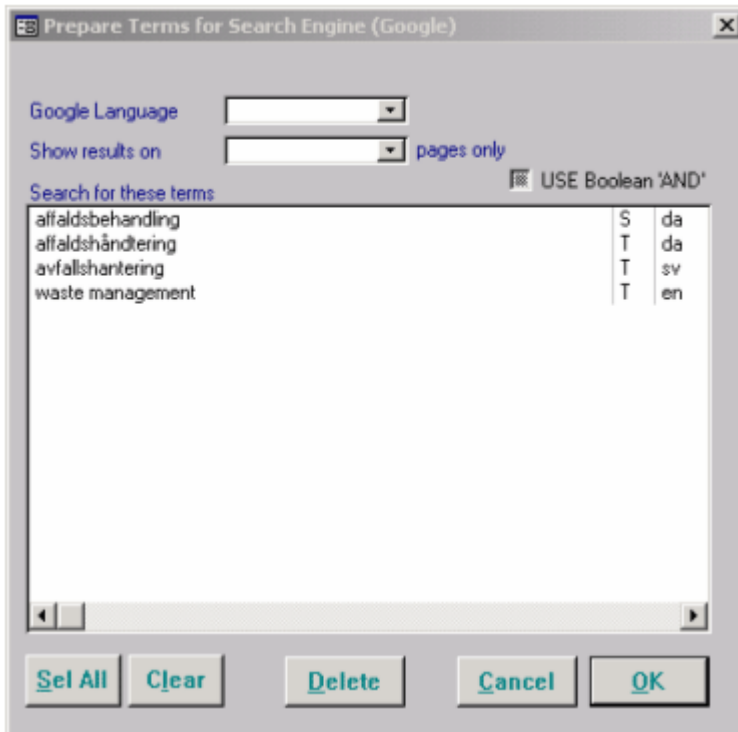 Prepare Terms for Search Engine (Google)
Google Language
Show results on pages only
USE Boolean 'AND'
Search for these terms
affaldsbehandling S da
affaldshåndtering T da
avfallshantering T sv
waste management T en
Sel All Clear Delete Cancel OK